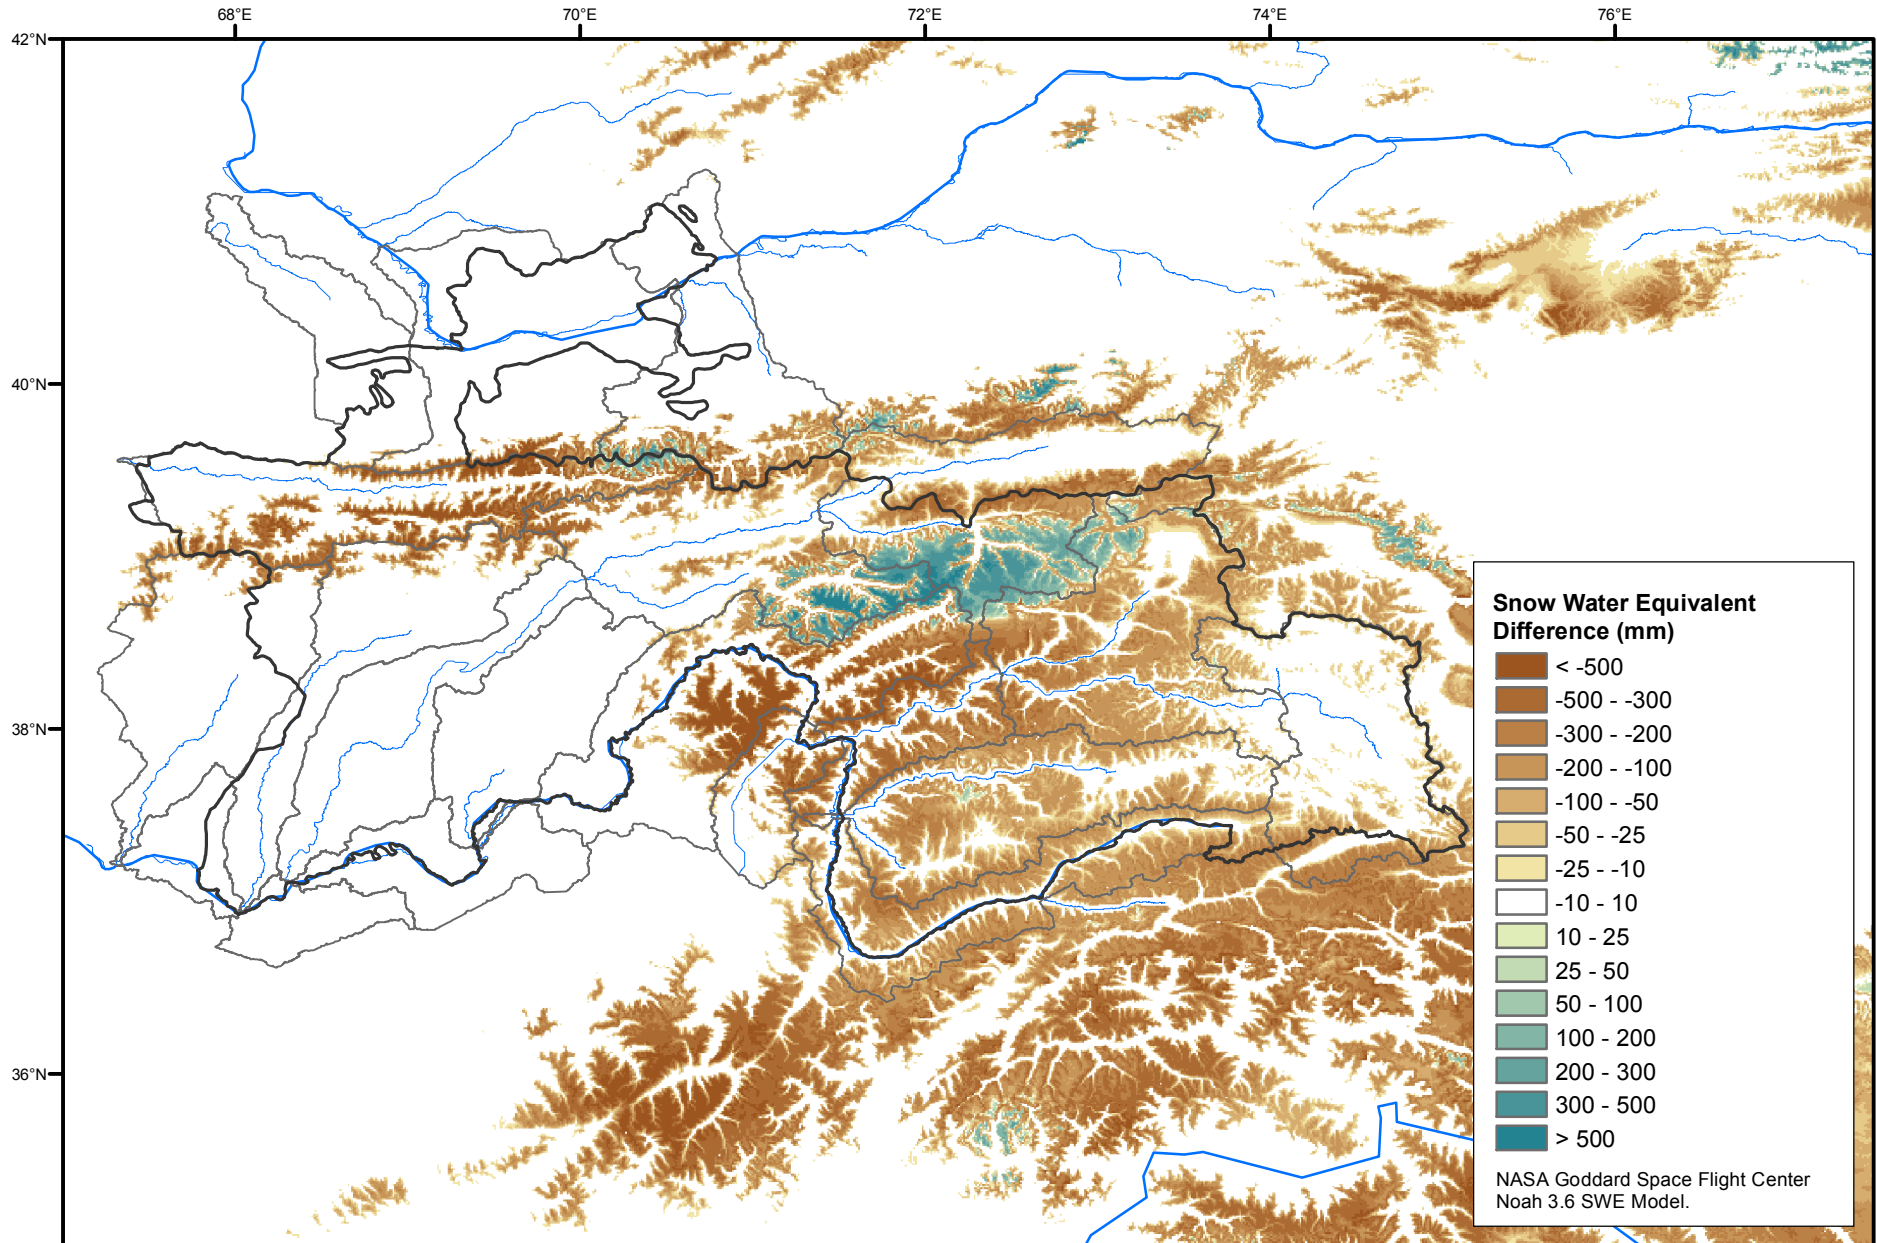 68°E
70°E
72°E
74°E
76°E
42°N
40°N
38°N
36°N
Snow Water Equivalent
Difference (mm)
< -500
-500 - -300
-300 - -200
-200 - -100
-100 - -50
-50 - -25
-25 - -10
-10 - 10
10 - 25
25 - 50
50 - 100
100 - 200
200 - 300
300 - 500
> 500
NASA Goddard Space Flight Center
Noah 3.6 SWE Model.